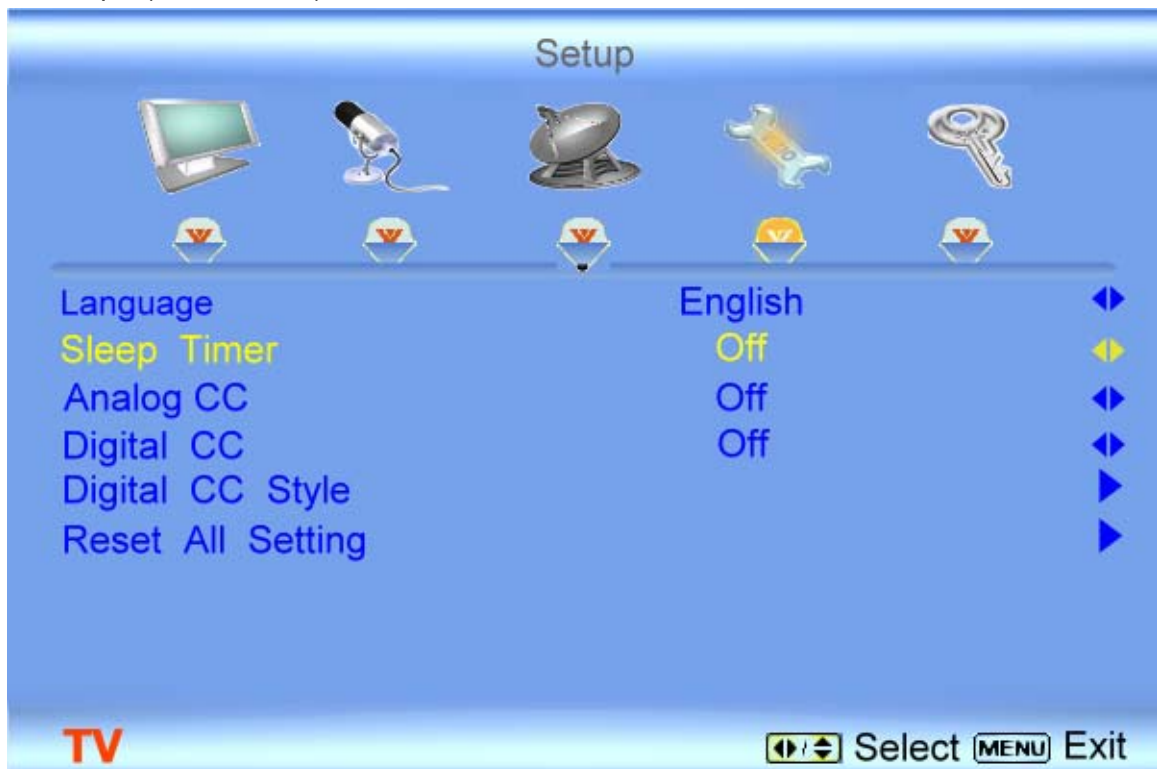 Setup
Language English
Sleep Timer Off
Analog CC Off
Digital CC Off
Digital CC Style
Reset All Setting
TV Select MENU Exit